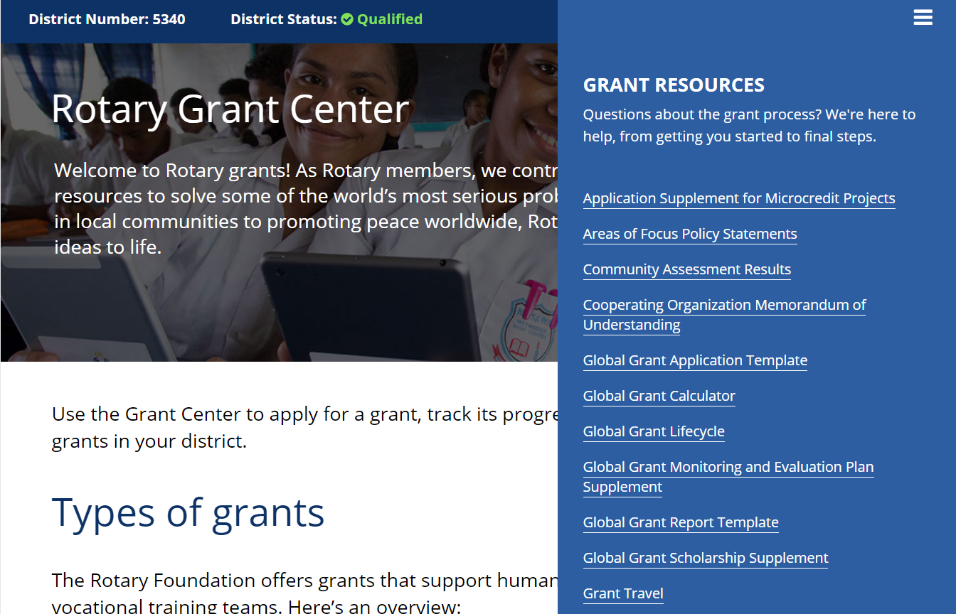 District Number: 5340 District Status: Qualified
Rotary Grant Center
Welcome to Rotary grants! As Rotary members, we contr
resources to solve some of the world's most serious prob
in local communities to promoting peace worldwide, Rot
ideas to life.
Use the Grant Center to apply for a grant, track its progre
grants in your district.
Types of grants
The Rotary Foundation offers grants that support human
vocational training teams. Here's an overview:
GRANT RESOURCES
Questions about the grant process? We're here to
help, from getting you started to final steps.
Application Supplement for Microcredit Projects
Areas of Focus Policy Statements
Community Assessment Results
Cooperating Organization Memorandum of
Understanding
Global Grant Application Template
Global Grant Calculator
Global Grant Lifecycle
Global Grant Monitoring and Evaluation Plan
Supplement
Global Grant Report Template
Global Grant Scholarship Supplement
Grant Travel